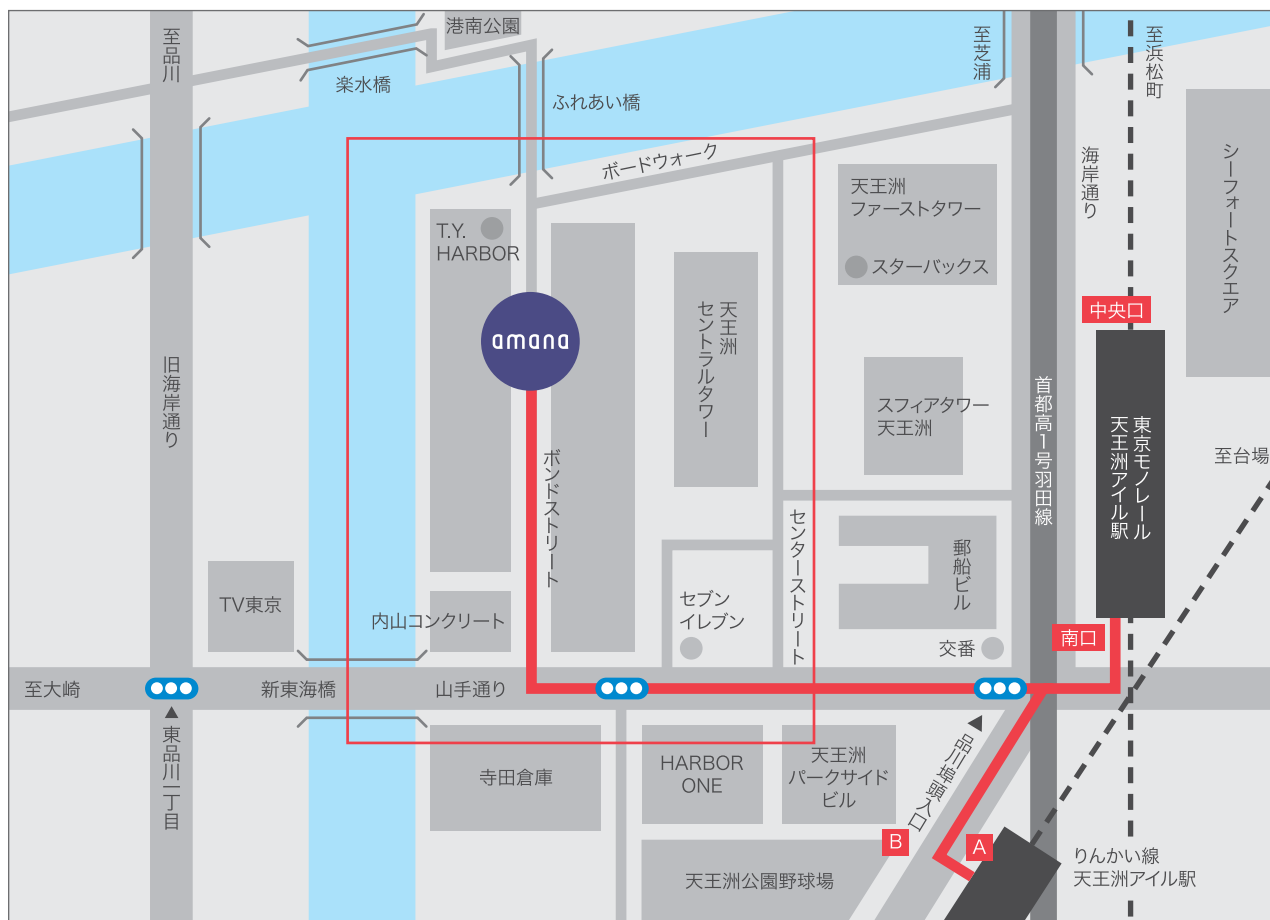 至品川
港南公園
楽水橋
ふれあい橋
至芝浦
至浜松町
ボードウォーク
海岸通り
シーフォートスクエア
天王洲
ファーストタワー
スターバックス
T.Y.
HARBOR
amana
天王洲
セントラルタワー
中央口
旧海岸通り
スフィアタワー
天王洲
首都高1号羽田線
東京モノレール
天王洲アイル駅
至台場
ボンドストリート
センターストリート
郵船ビル
TV東京
内山コンクリート
セブン
イレブン
交番
南口
至大崎
新東海橋
山手通り
東品川一丁目
寺田倉庫
HARBOR
ONE
天王洲
パークサイド
ビル
品川埠頭入口
B
A
天王洲公園野球場
りんかい線
天王洲アイル駅